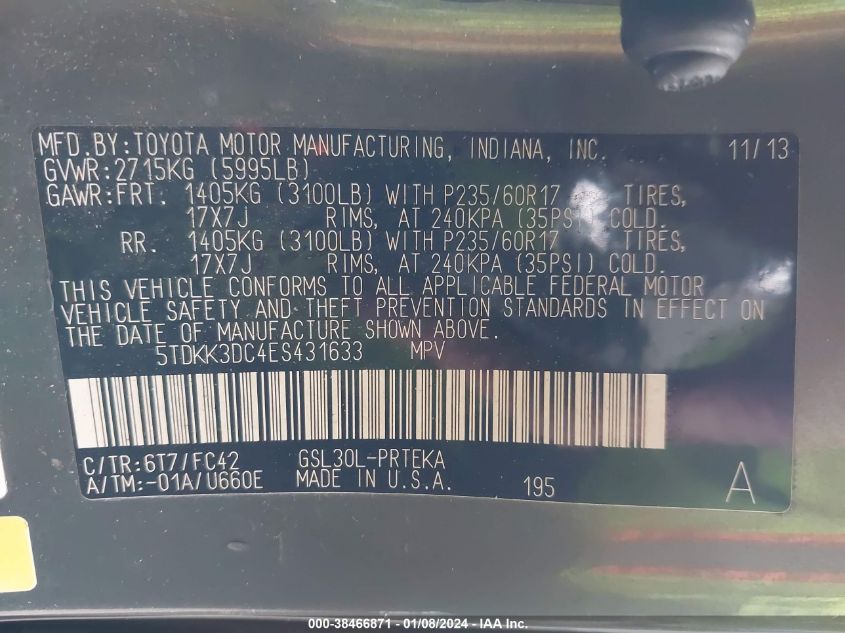 MFD.BY:TOYOTA MOTOR MANUFACTURING, INDIANA, INC. 11/13
GVWR:2715KG (5995LB)
GAWR:FRT. 1405KG (3100LB) WITH P235/60R17 TIRES,
17X7J RIMS, AT 240KPA (35PSI) COLD.
RR. 1405KG (3100LB) WITH P235/60R17 TIRES,
17X7J RIMS, AT 240KPA (35PSI) COLD.
THIS VEHICLE CONFORMS TO ALL APPLICABLE FEDERAL MOTOR
VEHICLE SAFETY AND THEFT PREVENTION STANDARDS IN EFFECT ON
THE DATE OF MANUFACTURE SHOWN ABOVE.
5TDKK3DC4ES431633 MPV
C/TR:6T7/FC42 GSL30L-PRTEKA
A/TM:-01A/U660E MADE IN U.S.A. 195 A
000-38466871 - 01/08/2024 - IAA Inc.